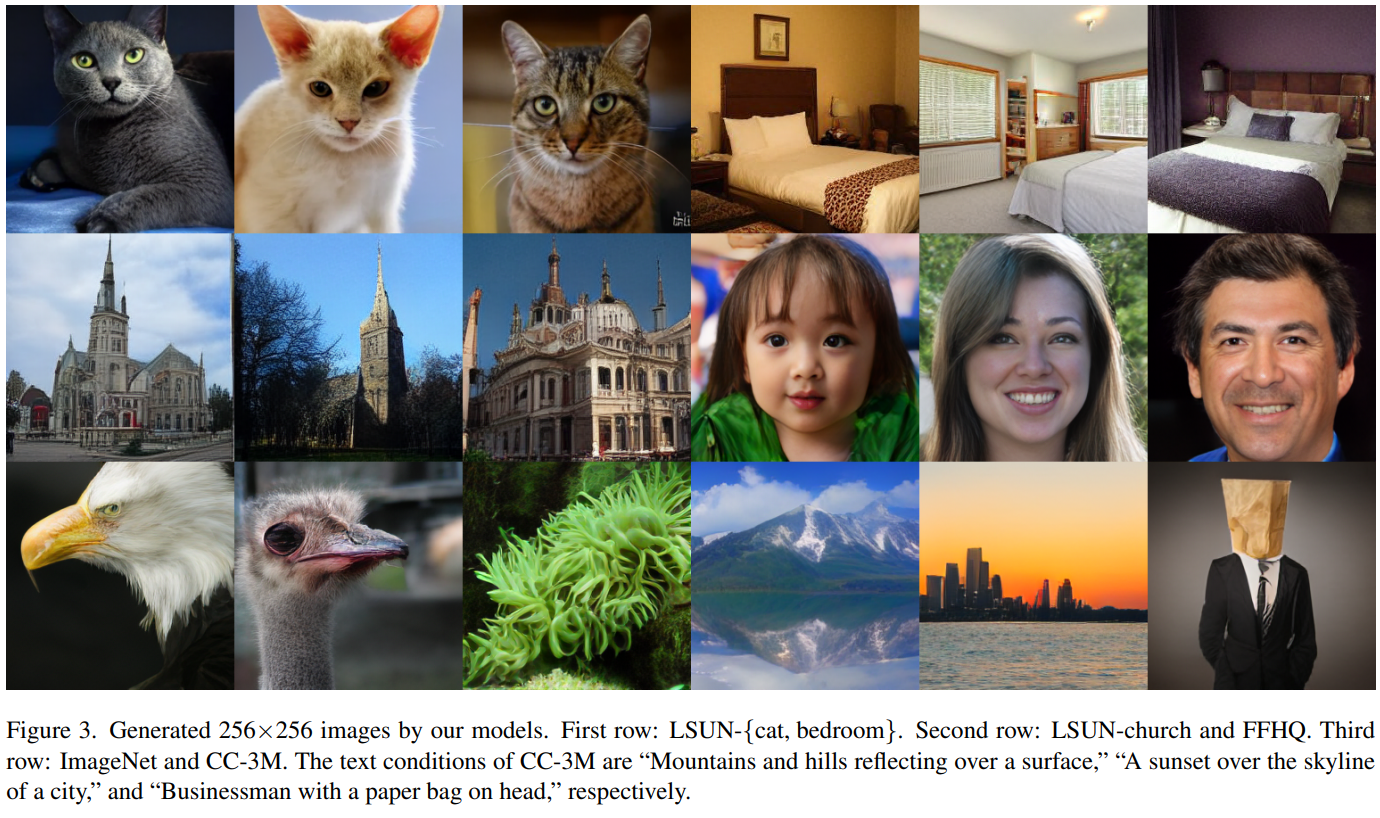 Figure 3. Generated 256×256 images by our models. First row: LSUN-{cat, bedroom}. Second row: LSUN-church and FFHQ. Third
row: ImageNet and CC-3M. The text conditions of CC-3M are “Mountains and hills reflecting over a surface,” “A sunset over the skyline
of a city,” and “Businessman with a paper bag on head,” respectively.